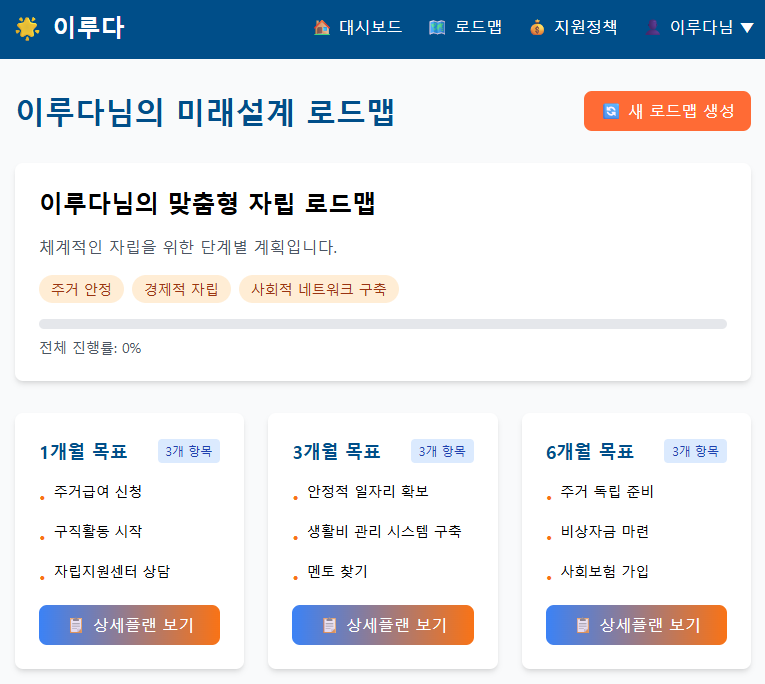 이루다
대시보드
로드맵
지원정책
이루다님 ▼
이루다님의 미래설계 로드맵
새 로드맵 생성
이루다님의 맞춤형 자립 로드맵
체계적인 자립을 위한 단계별 계획입니다.
주거 안정
경제적 자립
사회적 네트워크 구축
전체 진행률: 0%
1개월 목표
3개 항목
• 주거급여 신청
• 구직활동 시작
• 자립지원센터 상담
상세플랜 보기
3개월 목표
3개 항목
• 안정적 일자리 확보
• 생활비 관리 시스템 구축
• 멘토 찾기
상세플랜 보기
6개월 목표
3개 항목
• 주거 독립 준비
• 비상자금 마련
• 사회보험 가입
상세플랜 보기